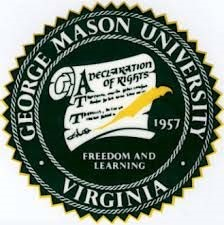 GEORGE MASON UNIVERSITY
A DECLARATION
OF RIGHTS
1957
FREEDOM AND
LEARNING
· VIRGINIA ·